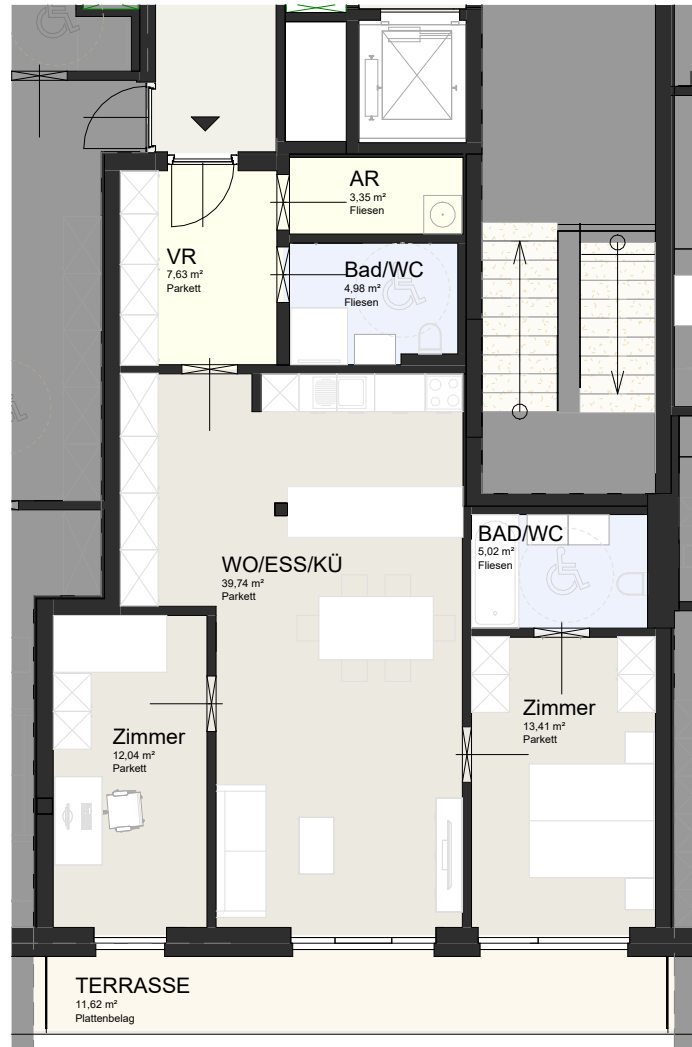 AR
3,35 m²
Fliesen
VR
7,63 m²
Parkett
Bad/WC
4,98 m²
Fliesen
BAD/WC
5,02 m²
Fliesen
WO/ESS/KÜ
39,74 m²
Parkett
Zimmer
13,41 m²
Parkett
Zimmer
12,04 m²
Parkett
TERRASSE
11,62 m²
Plattenbelag